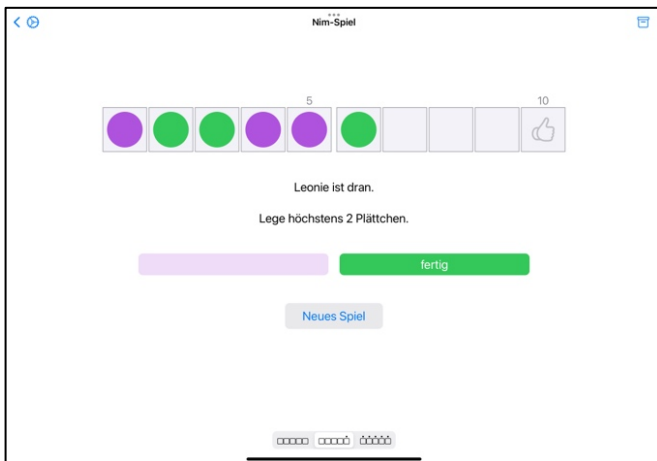 Nim-Spiel
5
10
Leonie ist dran.
Lege höchstens 2 Plättchen.
fertig
Neues Spiel